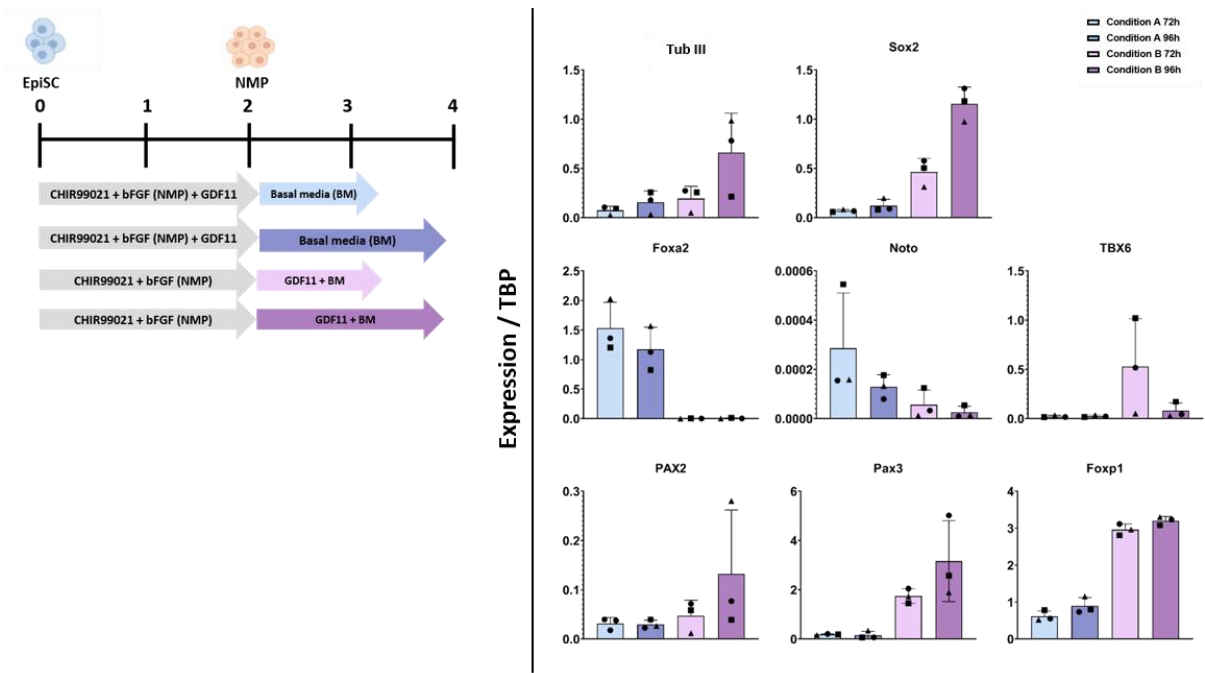 EpiSC
NMP
0 1 2 3 4
CHIR99021 + bFGF (NMP) + GDF11
Basal media (BM)
CHIR99021 + bFGF (NMP) + GDF11
Basal media (BM)
CHIR99021 + bFGF (NMP)
GDF11 + BM
CHIR99021 + bFGF (NMP)
GDF11 + BM
Expression / TBP
Condition A 72h
Condition A 96h
Condition B 72h
Condition B 96h
Tub III
1.5
1.0
0.5
0.0
Sox2
1.5
1.0
0.5
0.0
Foxa2
2.5
2.0
1.5
1.0
0.5
0.0
Noto
0.0006
0.0004
0.0002
0.0000
TBX6
1.5
1.0
0.5
0.0
PAX2
0.3
0.2
0.1
0.0
Pax3
6
4
2
0
Foxp1
4
3
2
1
0